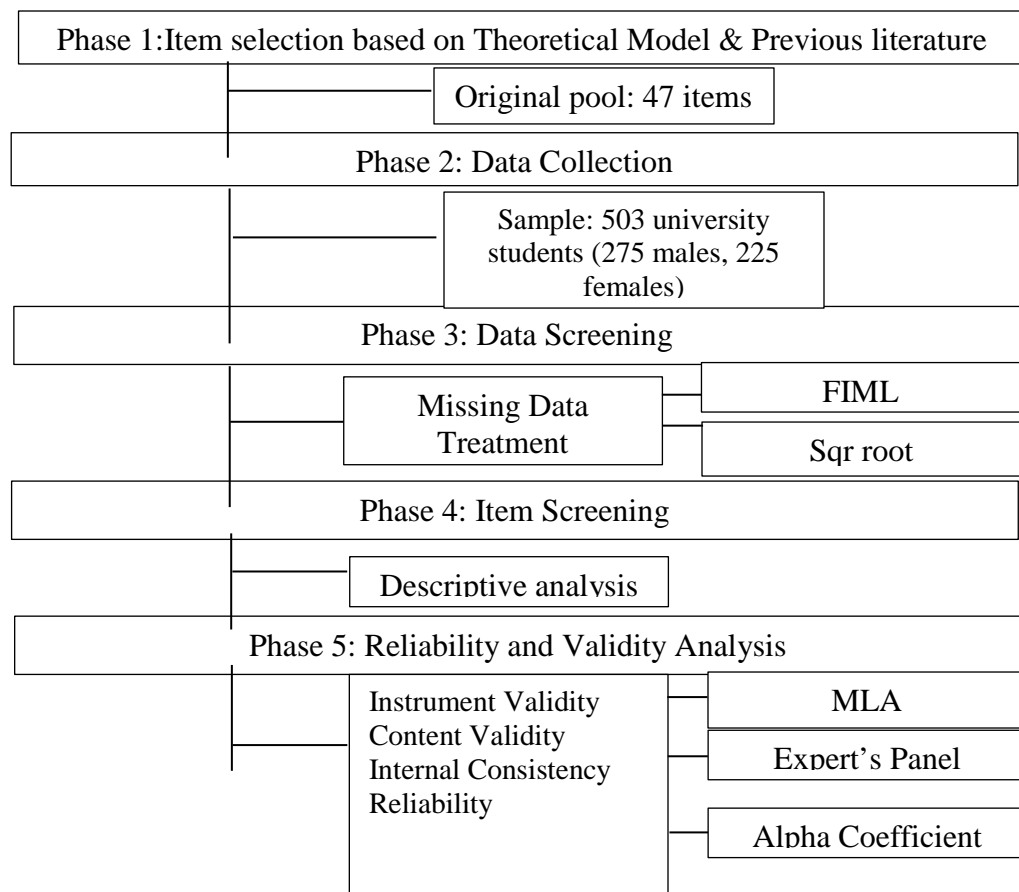 Phase 1:Item selection based on Theoretical Model & Previous literature
Original pool: 47 items
Phase 2: Data Collection
Sample: 503 university
students (275 males, 225
females)
Phase 3: Data Screening
Missing Data
Treatment
FIML
Sqr root
Phase 4: Item Screening
Descriptive analysis
Phase 5: Reliability and Validity Analysis
Instrument Validity
Content Validity
Internal Consistency
Reliability
MLA
Expert’s Panel
Alpha Coefficient